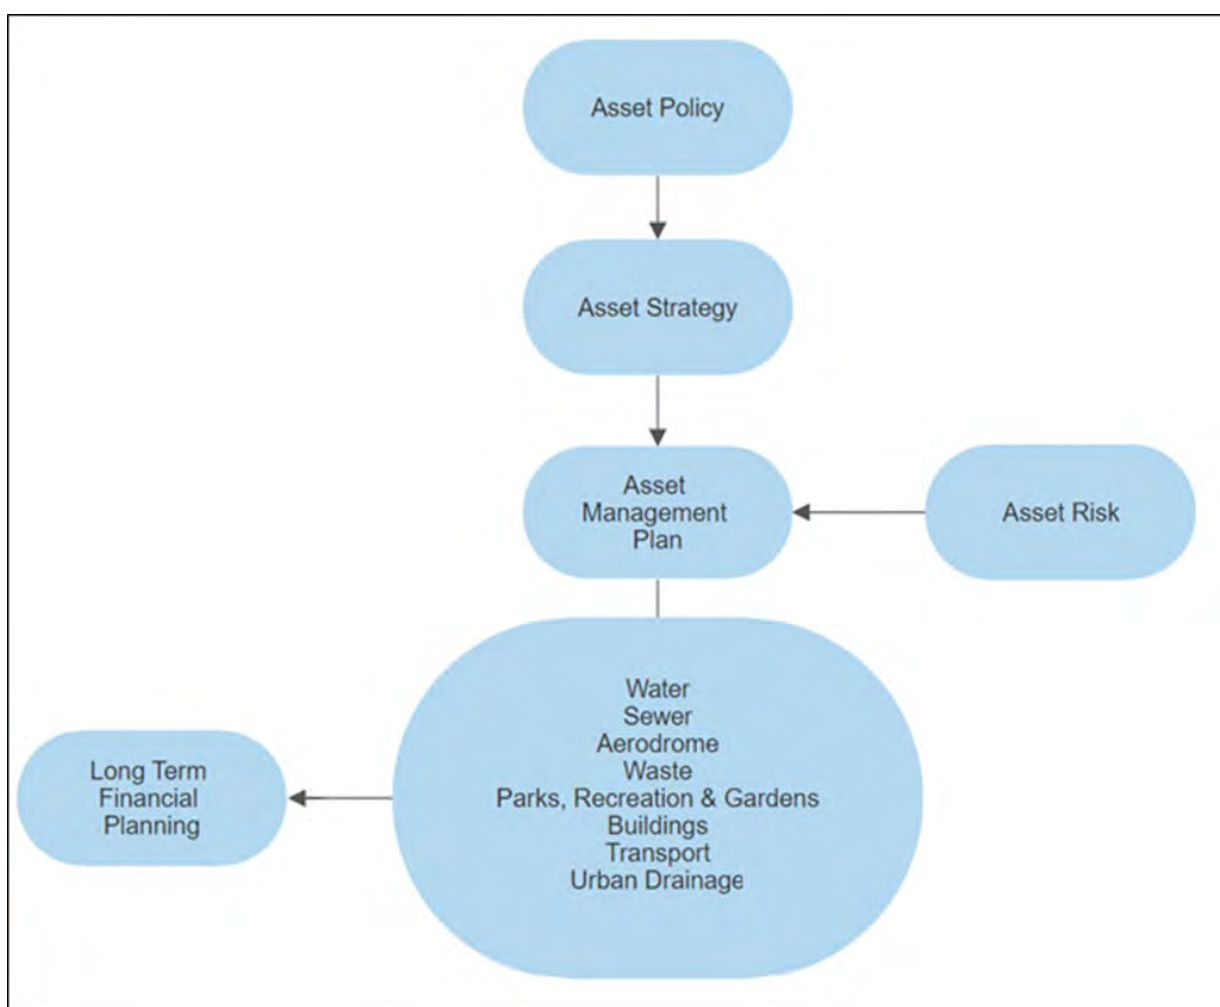 Asset Policy
Asset Strategy
Asset
Management
Plan
Asset Risk
Water
Sewer
Aerodrome
Waste
Parks, Recreation & Gardens
Buildings
Transport
Urban Drainage
Long Term
Financial
Planning